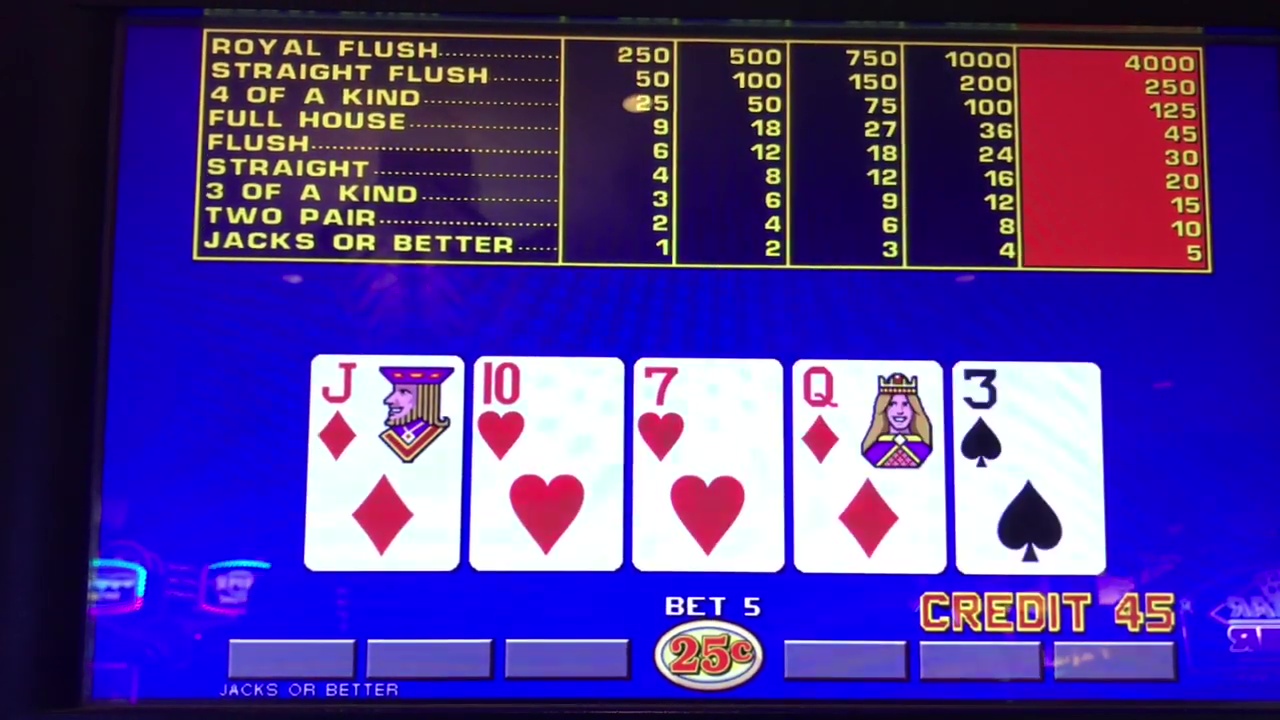 ROYAL FLUSH 250 500 750 1000 4000
STRAIGHT FLUSH 50 100 150 200 250
4 OF A KIND 25 50 75 100 125
FULL HOUSE 9 18 27 36 45
FLUSH 6 12 18 24 30
STRAIGHT 4 8 12 16 20
3 OF A KIND 3 6 9 12 15
TWO PAIR 2 4 6 8 10
JACKS OR BETTER 1 2 3 4 5
J 10 7 Q 3
BET 5
CREDIT 45
25¢
JACKS OR BETTER